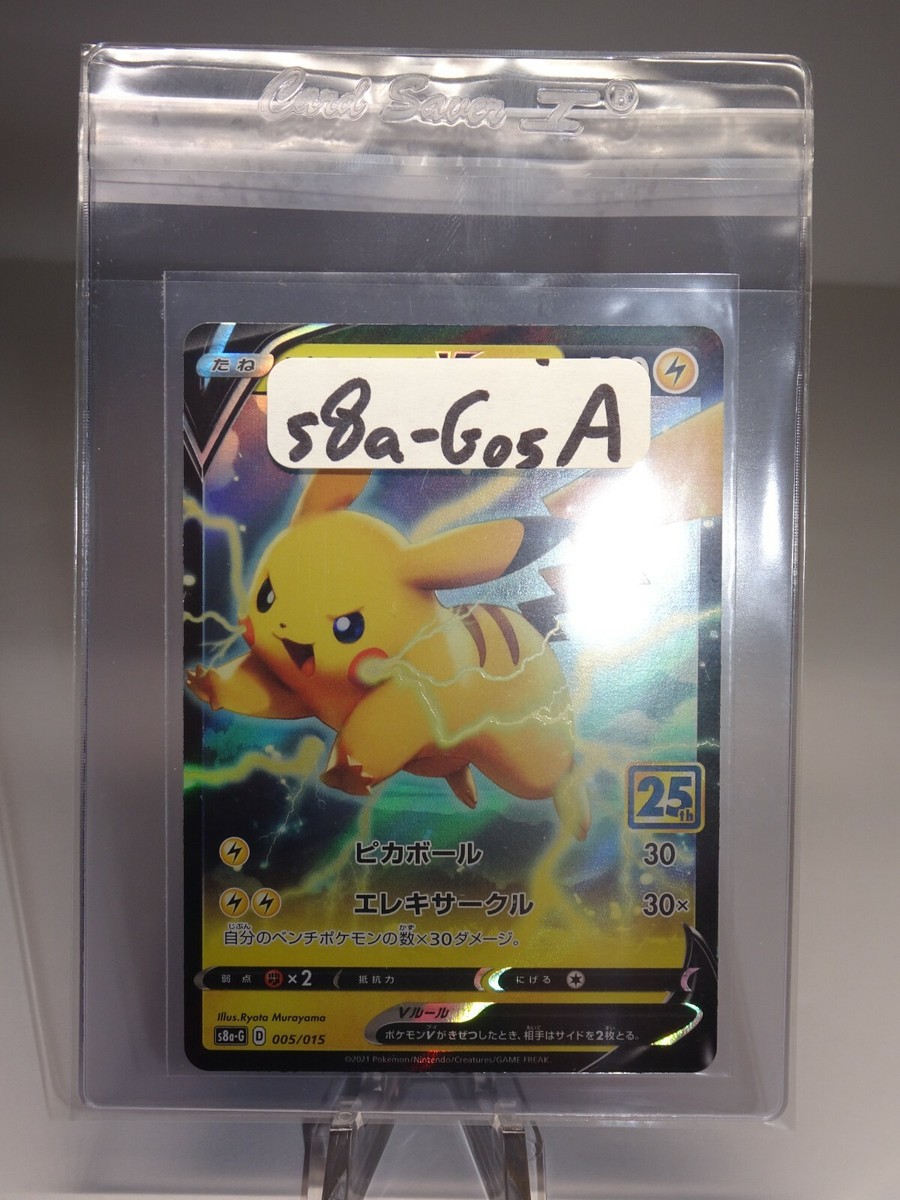 Card Saver I®
たね
s8a-G05A
25th
ピカボール 30
エレキサークル 30×
自分のベンチポケモンの数×30ダメージ。
弱点 ×2 抵抗力 にげる
Illus.Ryota Murayama
Vルール
s8a-G D 005/015
ポケモンVがきぜつしたとき、相手はサイドを2枚とる。
©2021 Pokémon/Nintendo/Creatures/GAME FREAK.